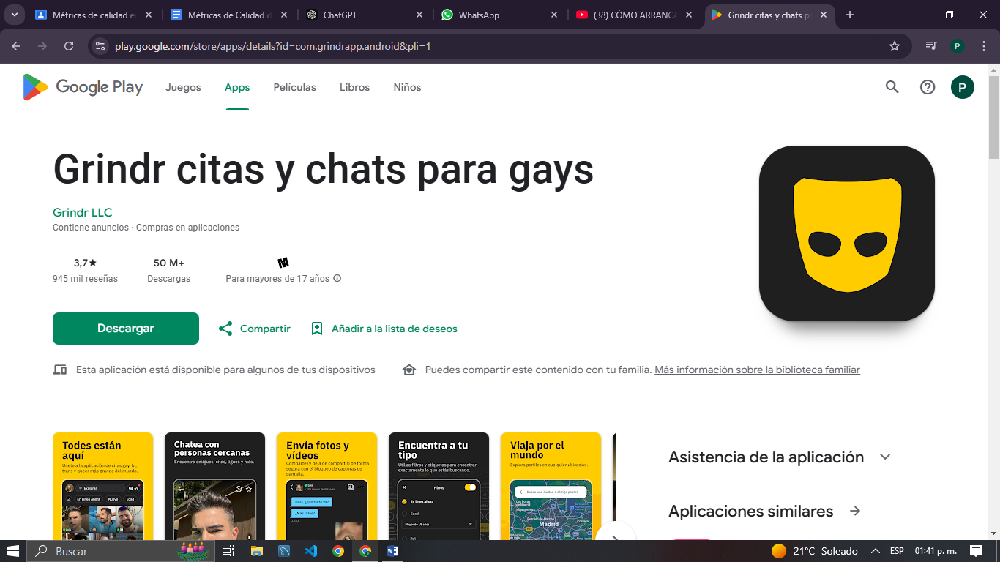 Métricas de calidad e
Métricas de Calidad d
ChatGPT
WhatsApp
(38) CÓMO ARRANCA
Grindr citas y chats pa
play.google.com/store/apps/details?id=com.grindrapp.android&pli=1
P
Google Play
Juegos
Apps
Películas
Libros
Niños
P
Grindr citas y chats para gays
Grindr LLC
Contiene anuncios · Compras en aplicaciones
3,7★
945 mil reseñas
50 M+
Descargas
Para mayores de 17 años
Descargar
Compartir
Añadir a la lista de deseos
Esta aplicación está disponible para algunos de tus dispositivos
Puedes compartir este contenido con tu familia. Más información sobre la biblioteca familiar
Todes están
aquí
Únete a la aplicación de citas gay, bi,
trans y queer más grande del mundo.
Explorar
69
En Línea Ahora
Nuevo
Edad
Luis
Chatea con
personas cercanas
Encuentra amigues, citas, ligues y más.
Envía fotos y
vídeos
Comparte (y deja de compartir) de forma
segura con el bloqueo de capturas de
pantalla.
Luis
Hola, ¿qué tal te va?
¿Más fotos?
Encuentra a tu
tipo
Utiliza filtros y etiquetas para encontrar
exactamente lo que estás buscando.
Filtros
En línea ahora
Edad
Mayor de 18 años
Rol
Viaja por el
mundo
Explora perfiles en cualquier ubicación.
Busca una ciudad o código postal
Madrid
Asistencia de la aplicación
Aplicaciones similares
Buscar
21°C Soleado
ESP
01:41 p. m.